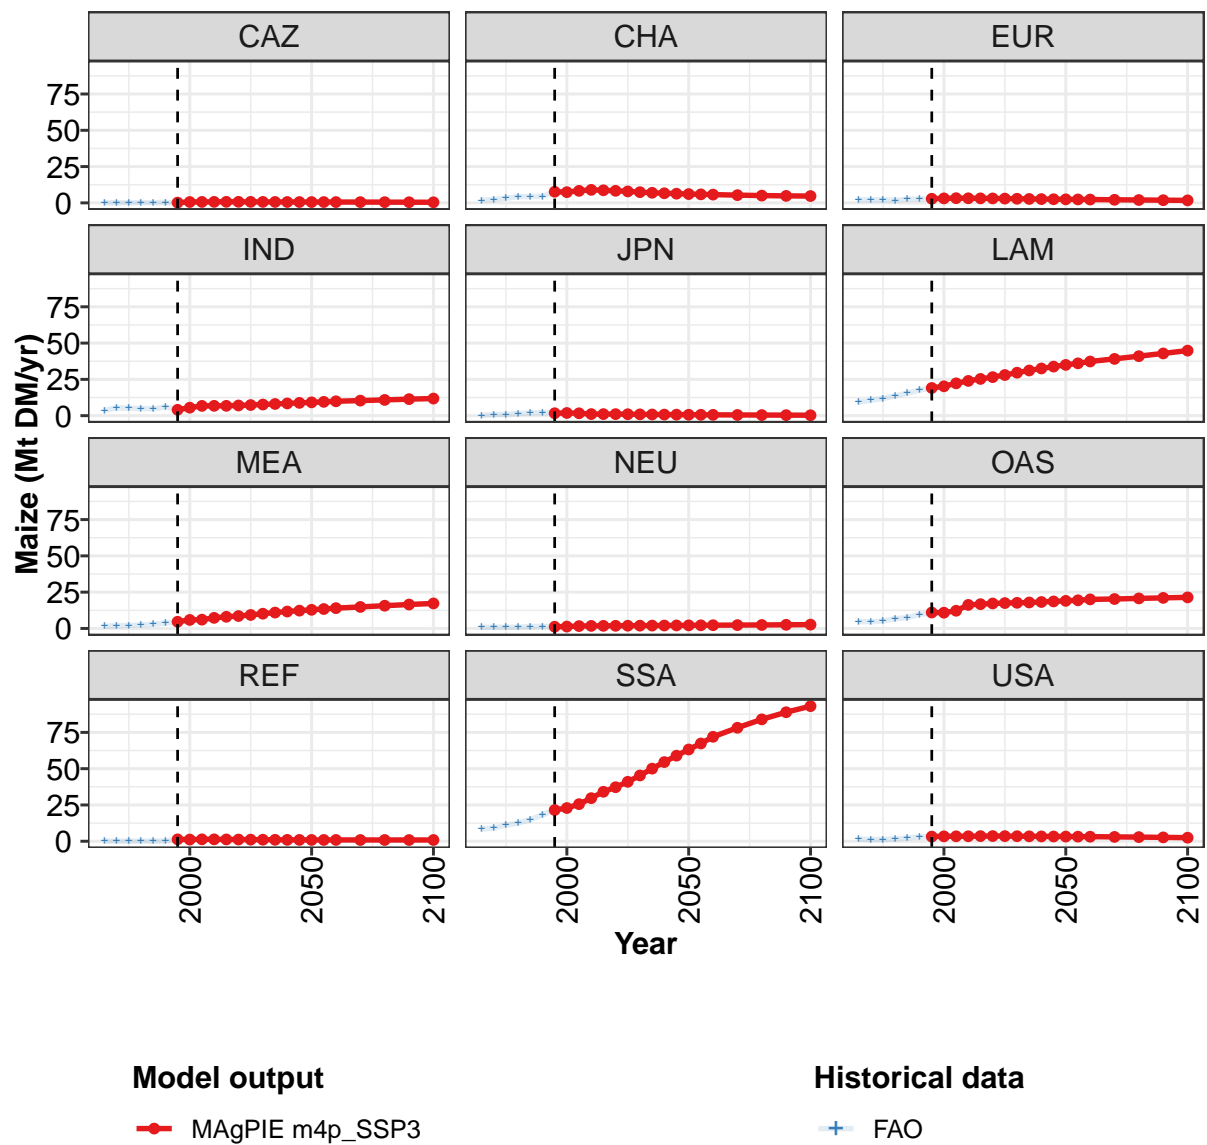 CAZ CHA EUR
75
50
25
0
IND JPN LAM
75
50
25
0
MEA NEU OAS
75
50
25
0
REF SSA USA
75
50
25
0
Maize (Mt DM/yr)
2000 2050 2100 2000 2050 2100 2000 2050 2100
Year
Model output Historical data
MAgPIE m4p_SSP3 FAO